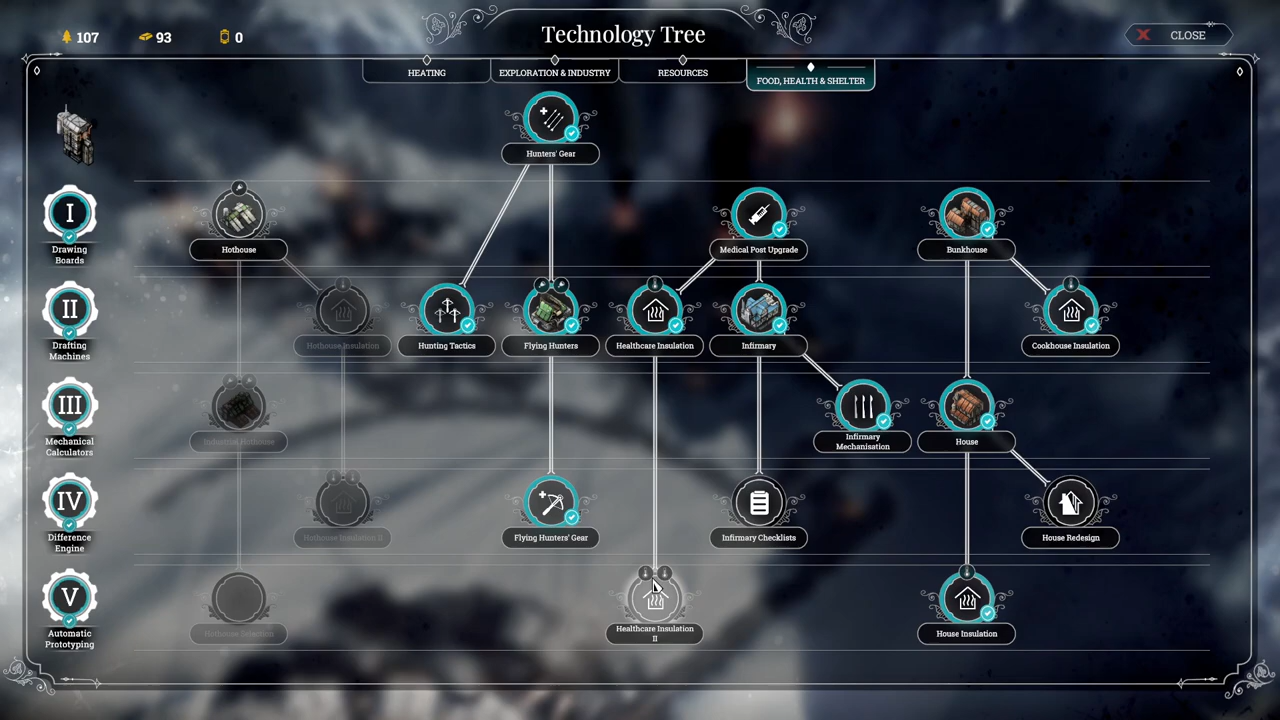 107
93
0
Technology Tree
CLOSE
HEATING
EXPLORATION & INDUSTRY
RESOURCES
FOOD, HEALTH & SHELTER
Hunters' Gear
I
Drawing
Boards
Hothouse
Medical Post Upgrade
Bunkhouse
II
Drafting
Machines
Hothouse Insulation
Hunting Tactics
Flying Hunters
Healthcare Insulation
Infirmary
Cookhouse Insulation
III
Mechanical
Calculators
Industrial Hothouse
Infirmary
Mechanisation
House
IV
Difference
Engine
Hothouse Insulation II
Flying Hunters' Gear
Infirmary Checklists
House Redesign
V
Automatic
Prototyping
Hothouse Selection
Healthcare Insulation
II
House Insulation